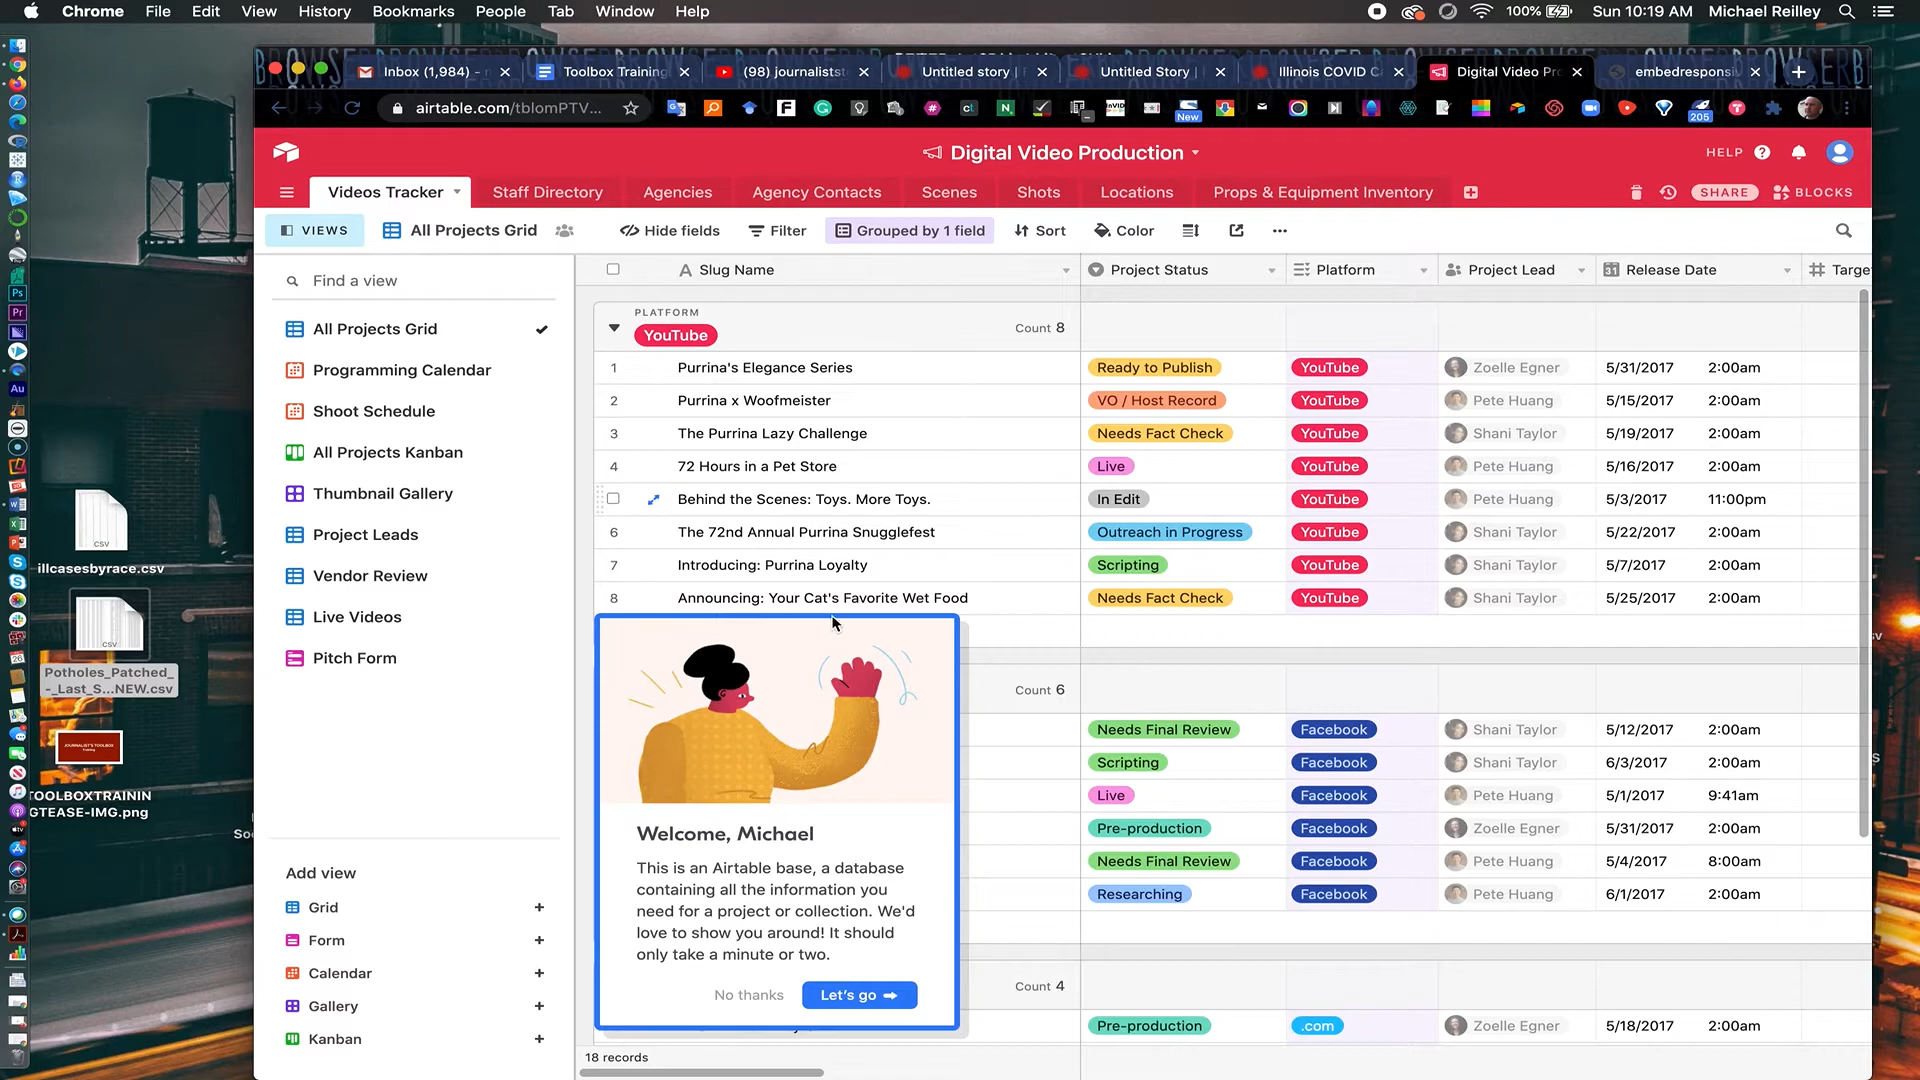 Chrome File Edit View History Bookmarks People Tab Window Help
100% Sun 10:19 AM Michael Reilley
Inbox (1,984) -
Toolbox Training
(98) journalist
Untitled story |
Untitled Story |
Illinois COVID C
Digital Video Pr
embedresponsi
airtable.com/tblomPTV...
New
205
Digital Video Production
HELP
Videos Tracker
Staff Directory
Agencies
Agency Contacts
Scenes
Shots
Locations
Props & Equipment Inventory
SHARE
BLOCKS
VIEWS
All Projects Grid
Hide fields
Filter
Grouped by 1 field
Sort
Color
Find a view
All Projects Grid
Programming Calendar
Shoot Schedule
All Projects Kanban
Thumbnail Gallery
Project Leads
Vendor Review
Live Videos
Pitch Form
Add view
Grid +
Form +
Calendar +
Gallery +
Kanban +
Slug Name Project Status Platform Project Lead Release Date Targe
PLATFORM
YouTube Count 8
1 Purrina's Elegance Series Ready to Publish YouTube Zoelle Egner 5/31/2017 2:00am
2 Purrina x Woofmeister VO / Host Record YouTube Pete Huang 5/15/2017 2:00am
3 The Purrina Lazy Challenge Needs Fact Check YouTube Shani Taylor 5/19/2017 2:00am
4 72 Hours in a Pet Store Live YouTube Pete Huang 5/16/2017 2:00am
Behind the Scenes: Toys. More Toys. In Edit YouTube Pete Huang 5/3/2017 11:00pm
6 The 72nd Annual Purrina Snugglefest Outreach in Progress YouTube Shani Taylor 5/22/2017 2:00am
7 Introducing: Purrina Loyalty Scripting YouTube Shani Taylor 5/7/2017 2:00am
8 Announcing: Your Cat's Favorite Wet Food Needs Fact Check YouTube Shani Taylor 5/25/2017 2:00am
Count 6
Needs Final Review Facebook Shani Taylor 5/12/2017 2:00am
Scripting Facebook Shani Taylor 6/3/2017 2:00am
Live Facebook Pete Huang 5/1/2017 9:41am
Pre-production Facebook Zoelle Egner 5/31/2017 2:00am
Needs Final Review Facebook Pete Huang 5/4/2017 8:00am
Researching Facebook Pete Huang 6/1/2017 2:00am
Count 4
Pre-production .com Zoelle Egner 5/18/2017 2:00am
Welcome, Michael
This is an Airtable base, a database
containing all the information you
need for a project or collection. We'd
love to show you around! It should
only take a minute or two.
No thanks
Let's go
18 records
CSV
illcasesbyrace.csv
CSV
Potholes_Patched_
-_Last_S...NEW.csv
JOURNALIST'S TOOLBOX
TOOLBOXTRAININ
GTEASE-IMG.png